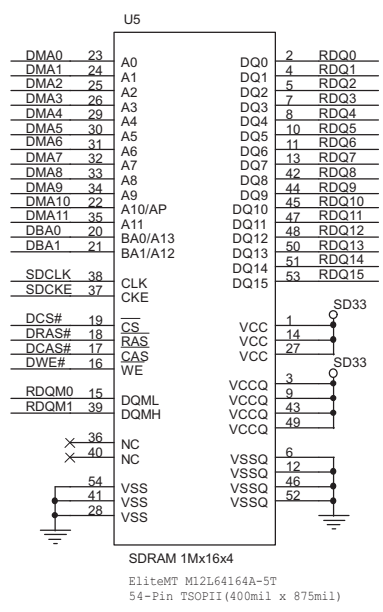 U5
DMA0 23 A0 DQ0 2 RDQ0
DMA1 24 A1 DQ1 4 RDQ1
DMA2 25 A2 DQ2 5 RDQ2
DMA3 26 A3 DQ3 7 RDQ3
DMA4 29 A4 DQ4 8 RDQ4
DMA5 30 A5 DQ5 10 RDQ5
DMA6 31 A6 DQ6 11 RDQ6
DMA7 32 A7 DQ7 13 RDQ7
DMA8 33 A8 DQ8 42 RDQ8
DMA9 34 A9 DQ9 44 RDQ9
DMA10 22 A10/AP DQ10 45 RDQ10
DMA11 35 A11 DQ11 47 RDQ11
DBA0 20 BA0/A13 DQ12 48 RDQ12
DBA1 21 BA1/A12 DQ13 50 RDQ13
DQ14 51 RDQ14
SDCLK 38 CLK DQ15 53 RDQ15
SDCKE 37 CKE
SD33
DCS# 19 CS VCC 1
DRAS# 18 RAS VCC 14
DCAS# 17 CAS VCC 27
DWE# 16 WE
SD33
RDQM0 15 DQML VCCQ 3
RDQM1 39 DQMH VCCQ 9
VCCQ 43
VCCQ 49
36 NC
40 NC VSSQ 6
VSSQ 12
54 VSS VSSQ 46
41 VSS VSSQ 52
28 VSS
SDRAM 1Mx16x4
EliteMT M12L64164A-5T
54-Pin TSOPII(400mil x 875mil)